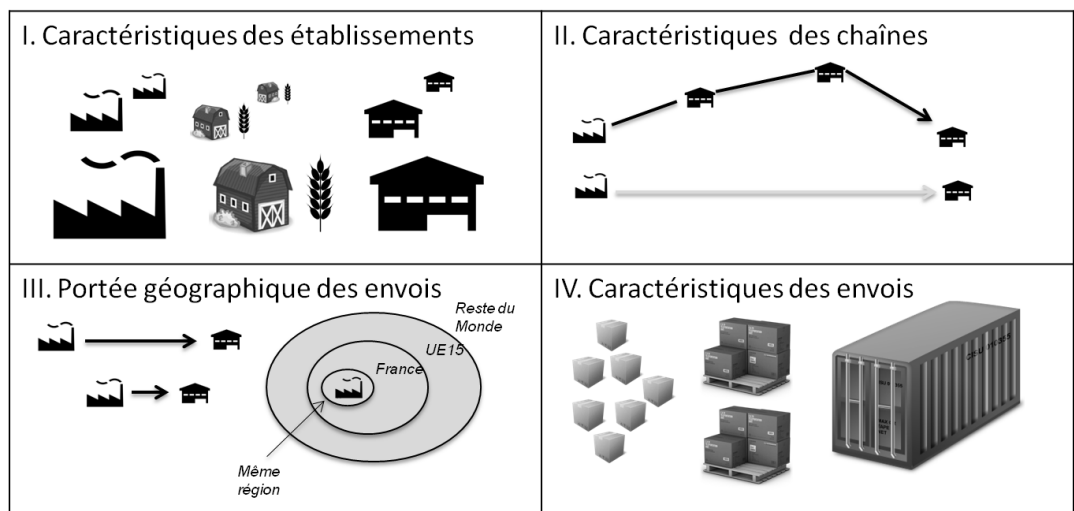 I. Caractéristiques des établissements
II. Caractéristiques des chaînes
III. Portée géographique des envois
Reste du
Monde
UE15
France
Même
région
IV. Caractéristiques des envois